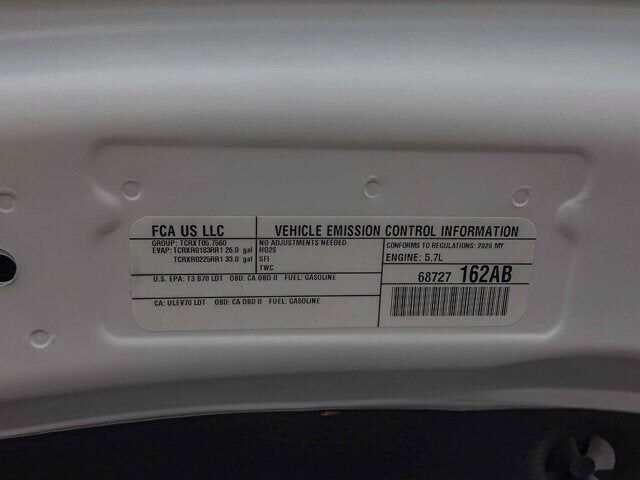 FCA US LLC
VEHICLE EMISSION CONTROL INFORMATION
GROUP: TCRXT05.7560
EVAP: TCRXR0183RR1 26.0 gal
TCRXR0225RR1 33.0 gal
NO ADJUSTMENTS NEEDED
HO2S
SFI
TWC
CONFORMS TO REGULATIONS: 2026 MY
ENGINE: 5.7L
U.S. EPA: T3 B70 LDT OBD: CA OBD II FUEL: GASOLINE
68727 162AB
CA: ULEV70 LDT OBD: CA OBD II FUEL: GASOLINE